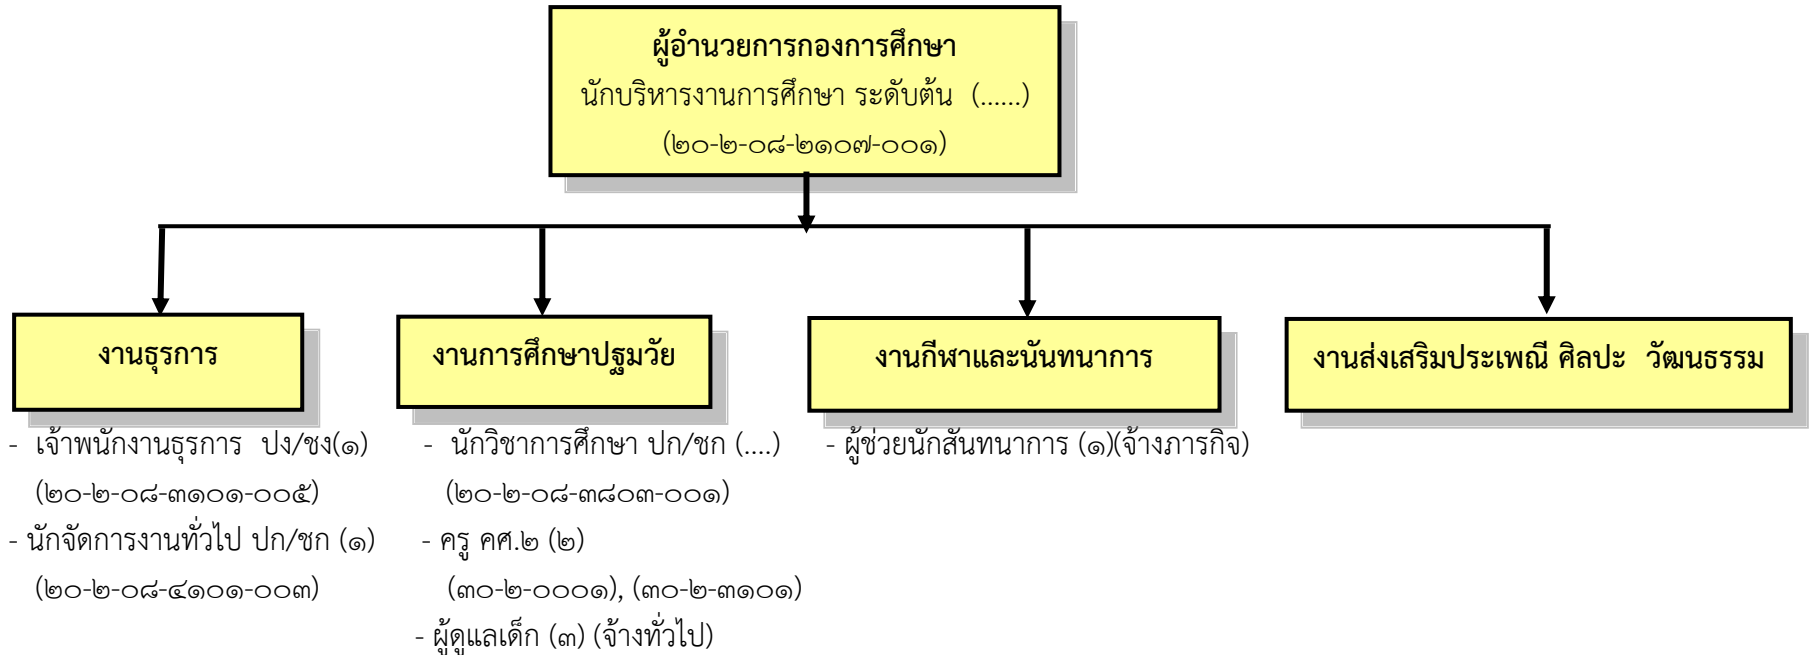 ผู้อำนวยการกองการศึกษา
นักบริหารงานการศึกษา ระดับต้น (......)
(๒๐-๒-๐๘-๒๑๐๗-๐๐๑)
งานธุรการ
- เจ้าพนักงานธุรการ ปง/ชง(๑)
(๒๐-๒-๐๘-๓๑๐๑-๐๐๕)
- นักจัดการงานทั่วไป ปก/ชก (๑)
(๒๐-๒-๐๘-๔๑๐๑-๐๐๓)
งานการศึกษาปฐมวัย
- นักวิชาการศึกษา ปก/ชก (....)
(๒๐-๒-๐๘-๓๘๐๓-๐๐๑)
- ครู คศ.๒ (๒)
(๓๐-๒-๐๐๐๑), (๓๐-๒-๓๑๐๑)
- ผู้ดูแลเด็ก (๓) (จ้างทั่วไป)
งานกีฬาและนันทนาการ
- ผู้ช่วยนักสันทนาการ (๑)(จ้างภารกิจ)
งานส่งเสริมประเพณี ศิลปะ วัฒนธรรม